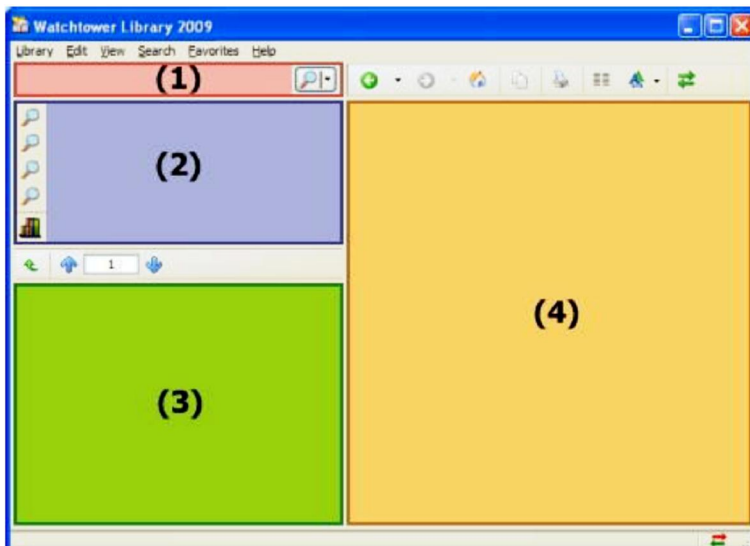 Watchtower Library 2009
Library Edit View Search Favorites Help
(1)
(2)
1
(3)
(4)